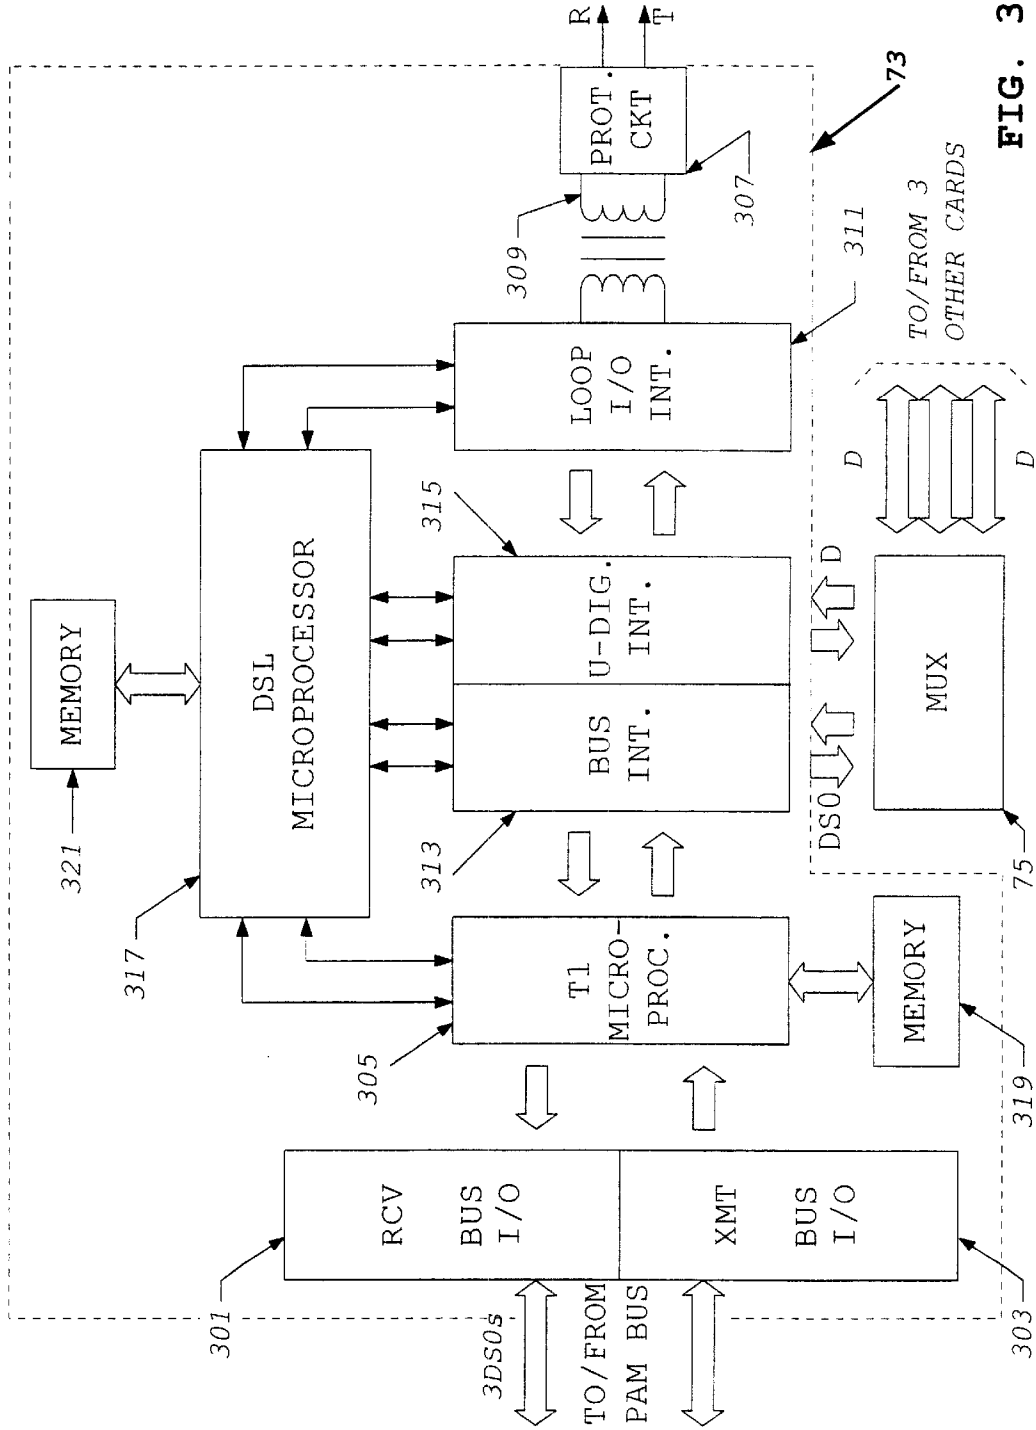 321
MEMORY
317
DSL
MICROPROCESSOR
301
RCV
BUS
I/O
XMT
BUS
I/O
303
3DS0s
TO/FROM
PAM BUS
305
T1
MICRO-
PROC.
MEMORY
319
313
BUS
INT.
315
U-DIG.
INT.
LOOP
I/O
INT.
311
309
PROT.
CKT
307
R
T
73
DS0
D
MUX
75
D
D
TO/FROM 3
OTHER CARDS
FIG. 3